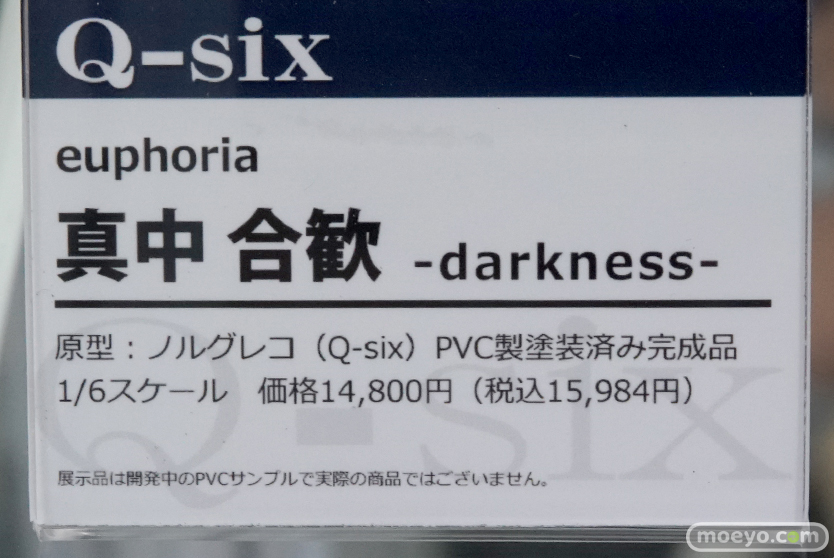 Q-six
euphoria
真中 合歓 -darkness-
原型：ノルグレコ（Q-six）PVC製塗装済み完成品
1/6スケール　価格14,800円（税込15,984円）
Q-six
展示品は開発中のPVCサンプルで実際の商品ではございません。
moeyo.com